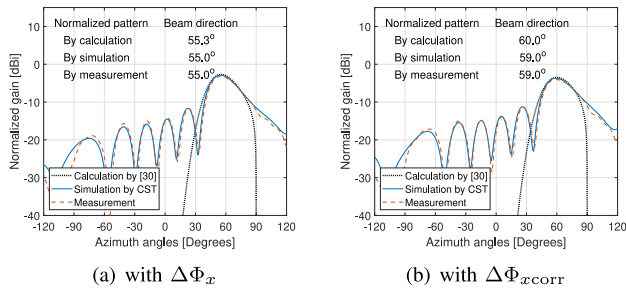 Normalized pattern Beam direction
By calculation 55.3°
By simulation 55.0°
By measurement 55.0°
Normalized gain [dBi]
0
-10
-20
-30
-40
Calculation by [30]
Simulation by CST
Measurement
-120 -90 -60 -30 0 30 60 90 120
Azimuth angles [Degrees]
(a) with ΔΦx
Normalized pattern Beam direction
By calculation 60.0°
By simulation 59.0°
By measurement 59.0°
Normalized gain [dBi]
0
-10
-20
-30
-40
Calculation by [30]
Simulation by CST
Measurement
-120 -90 -60 -30 0 30 60 90 120
Azimuth angles [Degrees]
(b) with ΔΦxcorr